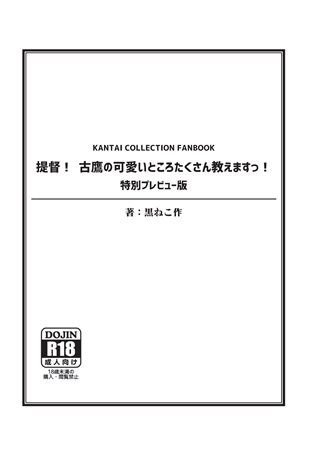 KANTAI COLLECTION FANBOOK
提督！ 古鷹の可愛いところたくさん教えますっ！
特別プレビュー版
著：黒ねこ作
DOJIN
R18
成人向け
18歳未満の
購入・閲覧禁止